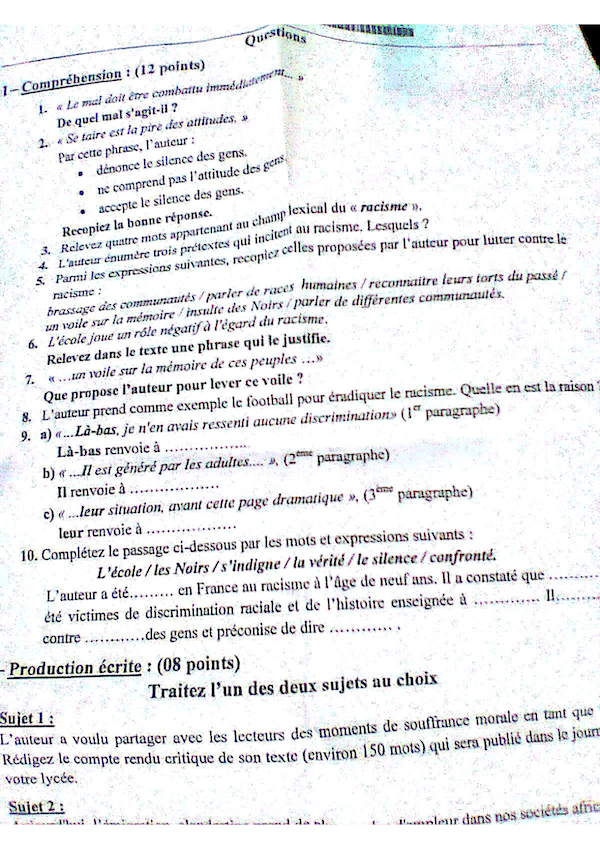 Questions
I – Compréhension : (12 points)
1. « Le mal doit être combattu immédiatement... »
De quel mal s'agit-il ?
2. « Se taire est la pire des attitudes. »
Par cette phrase, l'auteur :
• dénonce le silence des gens.
• ne comprend pas l'attitude des gens.
• accepte le silence des gens.
Recopiez la bonne réponse.
3. Relevez quatre mots appartenant au champ lexical du « racisme ».
4. L'auteur énumère trois prétextes qui incitent au racisme. Lesquels ?
5. Parmi les expressions suivantes, recopiez celles proposées par l'auteur pour lutter contre le
racisme :
brassage des communautés / parler de races humaines / reconnaître leurs torts du passé /
un voile sur la mémoire / insulte des Noirs / parler de différentes communautés.
6. L'école joue un rôle négatif à l'égard du racisme.
Relevez dans le texte une phrase qui le justifie.
7. « ...un voile sur la mémoire de ces peuples ...»
Que propose l'auteur pour lever ce voile ?
8. L'auteur prend comme exemple le football pour éradiquer le racisme. Quelle en est la raison ?
9. a) «...Là-bas, je n'en avais ressenti aucune discrimination» (1er paragraphe)
Là-bas renvoie à ................
b) « ...Il est généré par les adultes.... », (2ème paragraphe)
Il renvoie à ..................
c) « ...leur situation, avant cette page dramatique », (3ème paragraphe)
leur renvoie à ..................
10. Complétez le passage ci-dessous par les mots et expressions suivants :
L'école / les Noirs / s'indigne / la vérité / le silence / confronté.
L'auteur a été......... en France au racisme à l'âge de neuf ans. Il a constaté que ..........
été victimes de discrimination raciale et de l'histoire enseignée à ............. Il.........
contre ............des gens et préconise de dire ............ .
- Production écrite : (08 points)
Traitez l'un des deux sujets au choix
Sujet 1 :
L'auteur a voulu partager avec les lecteurs des moments de souffrance morale en tant que
Rédigez le compte rendu critique de son texte (environ 150 mots) qui sera publié dans le journ
votre lycée.
Sujet 2 :
d'ampleur dans nos sociétés afric